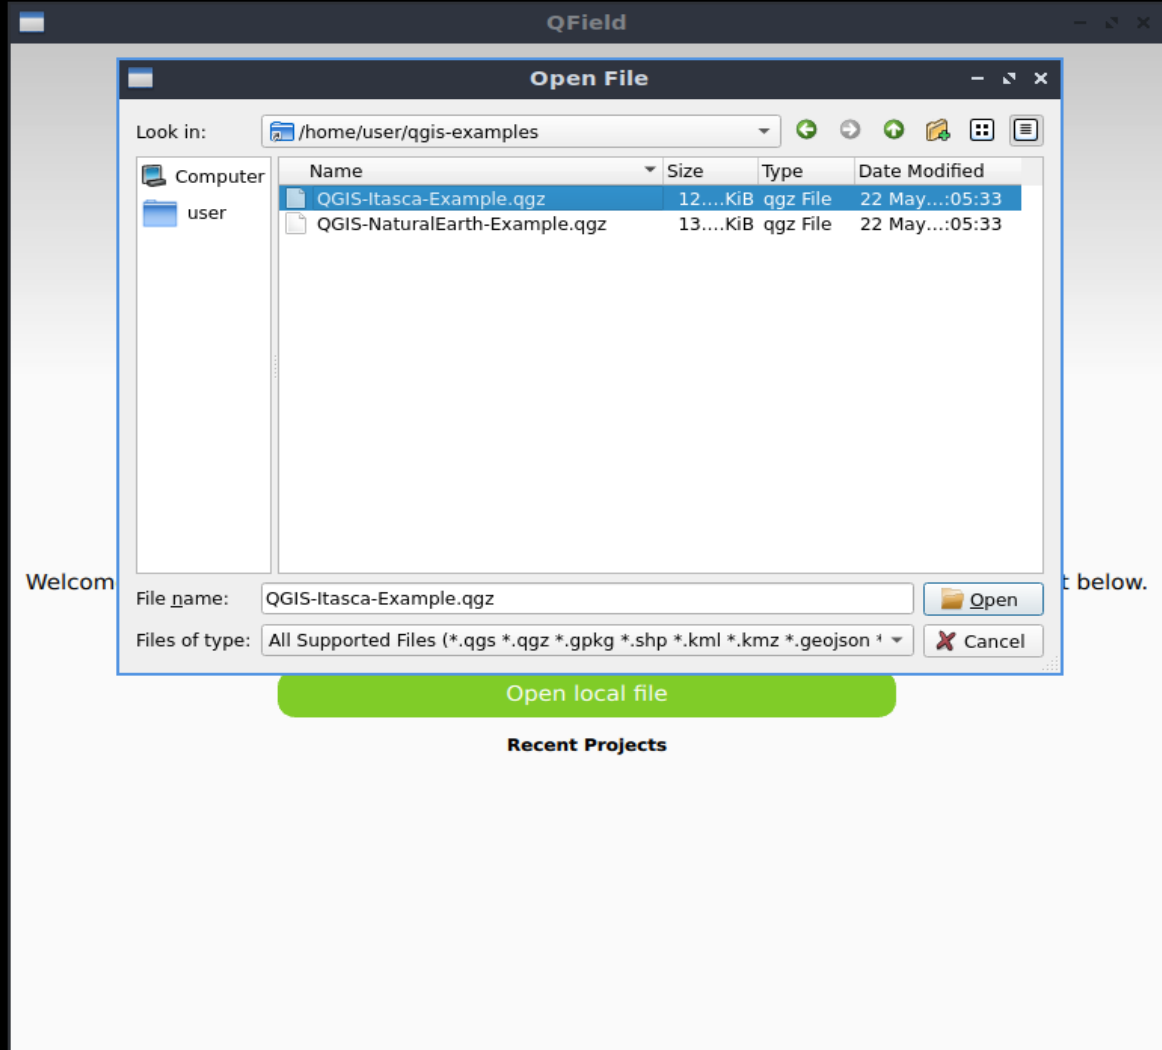 QField
Open File
Look in: /home/user/qgis-examples
Computer
user
Name Size Type Date Modified
QGIS-Itasca-Example.qgz 12....KiB qgz File 22 May...:05:33
QGIS-NaturalEarth-Example.qgz 13....KiB qgz File 22 May...:05:33
Welcom t below.
File name: QGIS-Itasca-Example.qgz Open
Files of type: All Supported Files (*.qgs *.qgz *.gpkg *.shp *.kml *.kmz *.geojson * Cancel
Open local file
Recent Projects